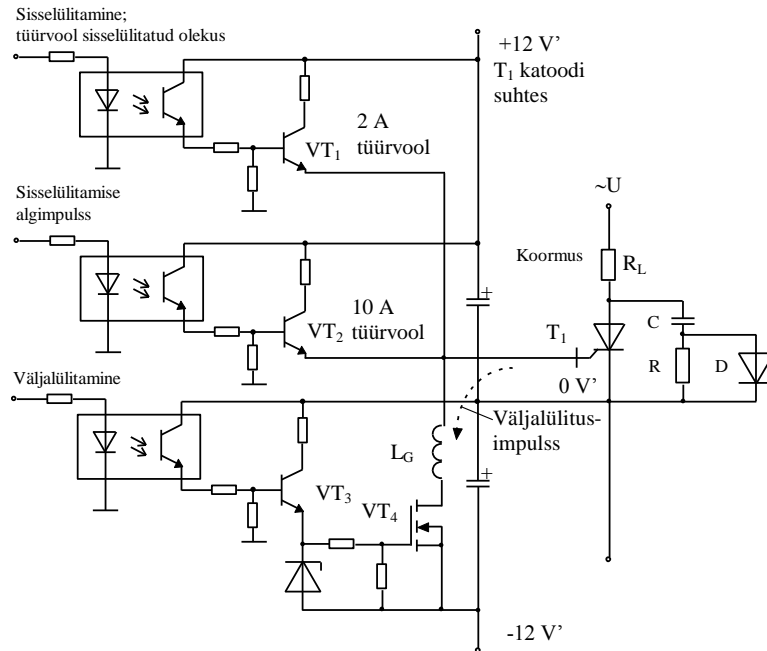 Sisselülitamine;
tüürvool sisselülitatud olekus
+12 V’
T1 katoodi
suhtes
2 A
tüürvool
VT1
Sisselülitamise
algimpulss
~U
Koormus
RL
10 A
tüürvool
VT2
+
T1
C
R
D
0 V’
Väljalülitamine
Väljalülitus-
impulss
LG
+
VT3
VT4
-12 V’